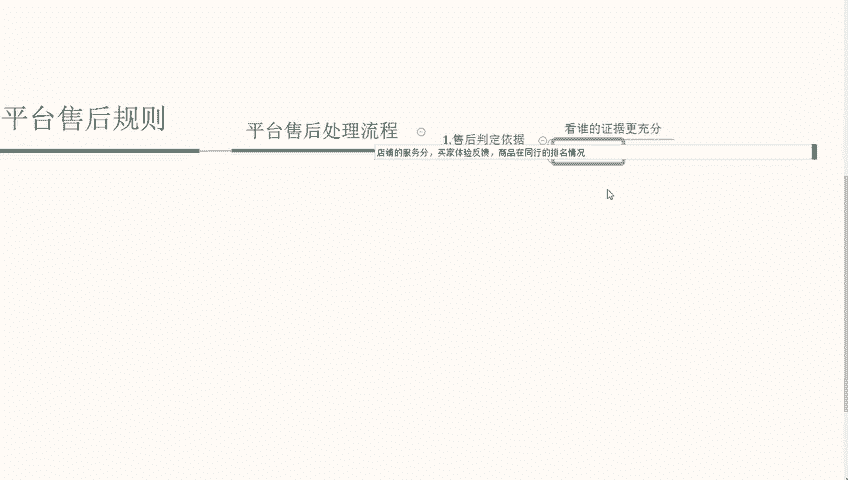 平台售后规则
平台售后处理流程
1.售后判定依据
看谁的证据更充分
店铺的服务分，买家体验反馈，商品在同行的排名情况